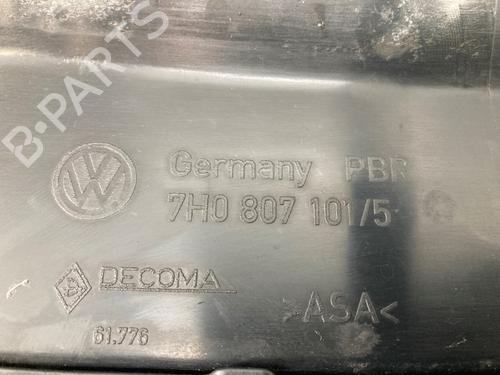 B-PARTS
Germany PBR
7H0 807 101/5
DECOMA
>ASA<
61.776